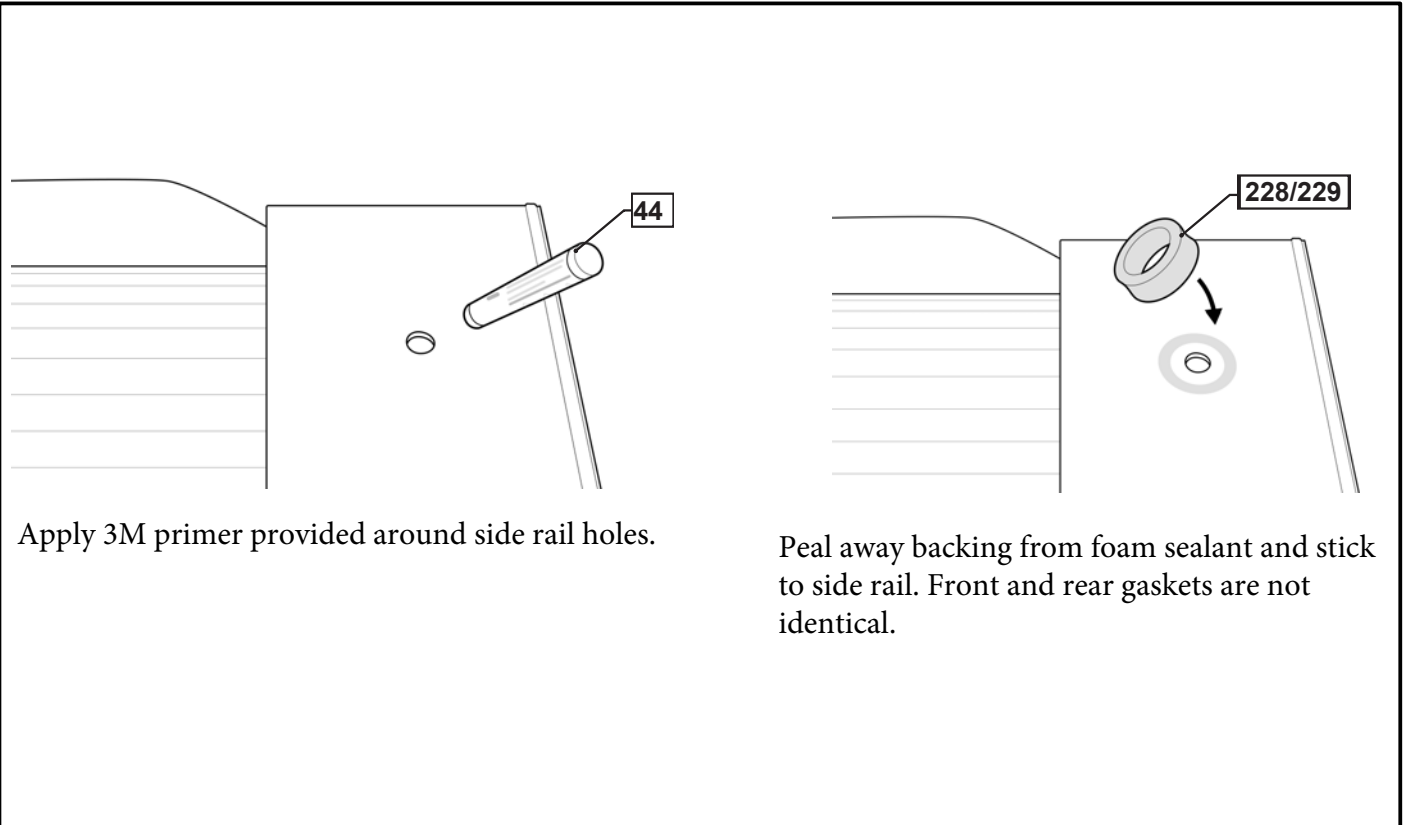 44
Apply 3M primer provided around side rail holes.
228/229
Peal away backing from foam sealant and stick
to side rail. Front and rear gaskets are not
identical.